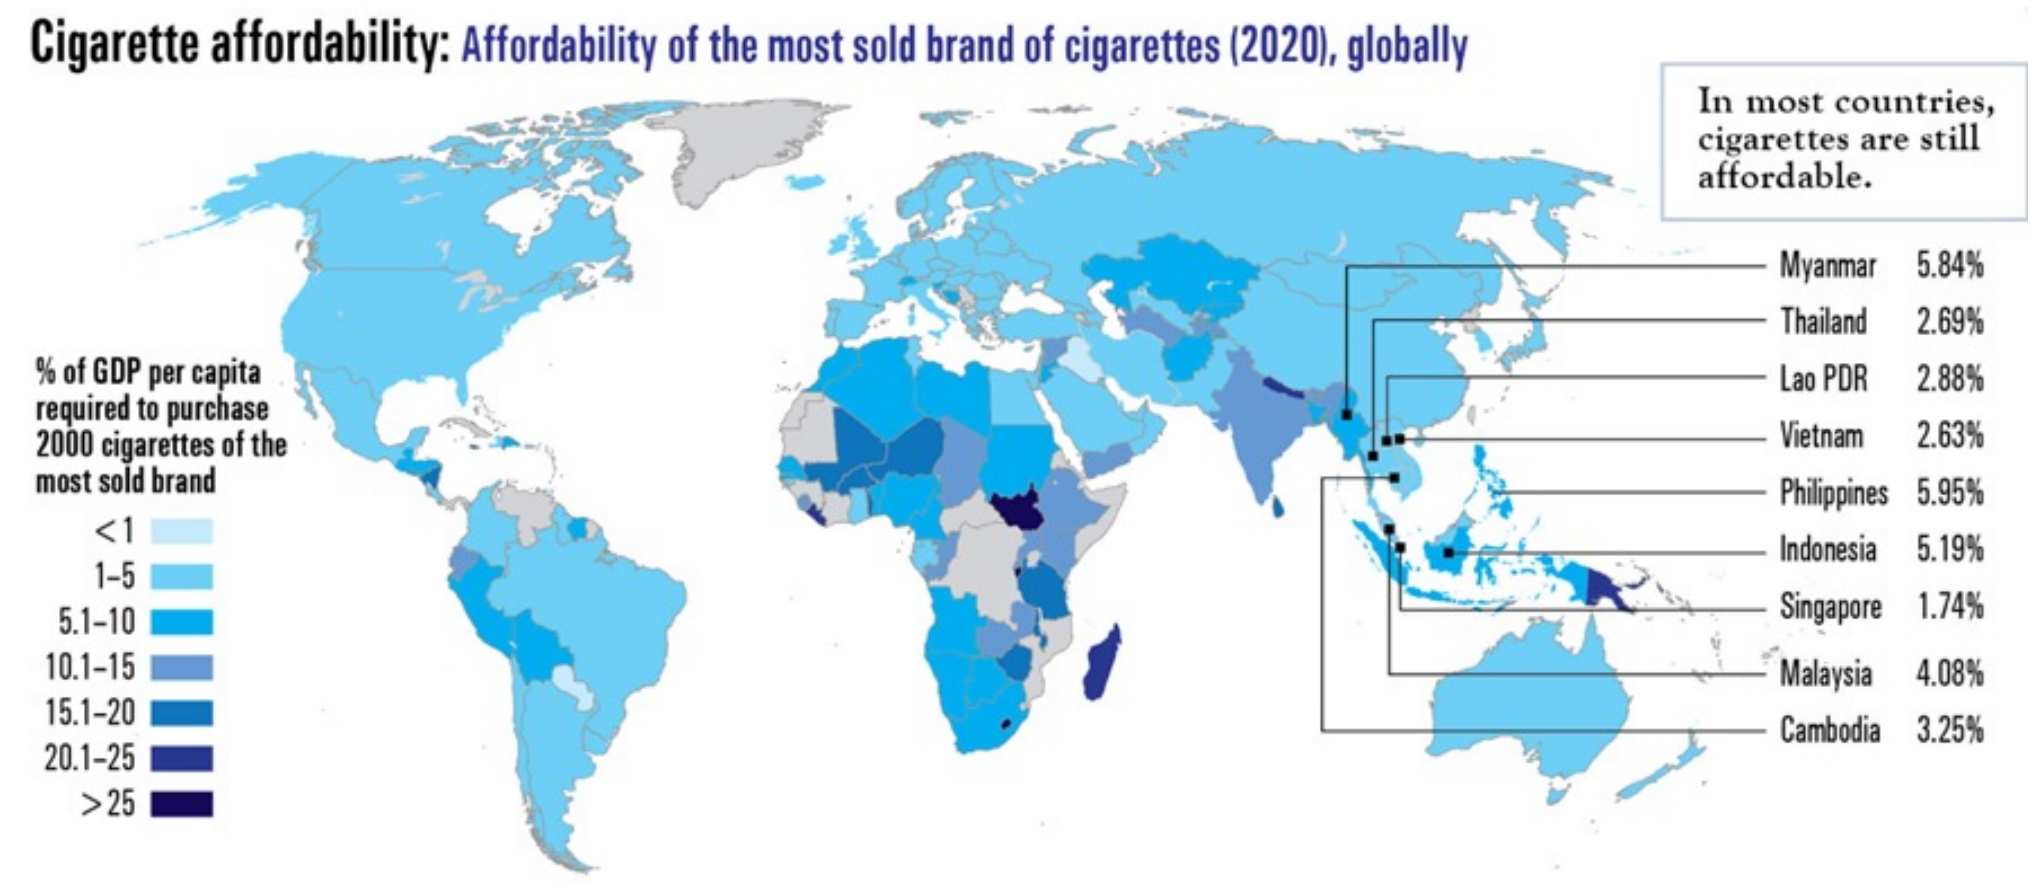 Cigarette affordability: Affordability of the most sold brand of cigarettes (2020), globally
In most countries,
cigarettes are still
affordable.
% of GDP per capita
required to purchase
2000 cigarettes of the
most sold brand
< 1
1–5
5.1–10
10.1–15
15.1–20
20.1–25
> 25
Myanmar 5.84%
Thailand 2.69%
Lao PDR 2.88%
Vietnam 2.63%
Philippines 5.95%
Indonesia 5.19%
Singapore 1.74%
Malaysia 4.08%
Cambodia 3.25%